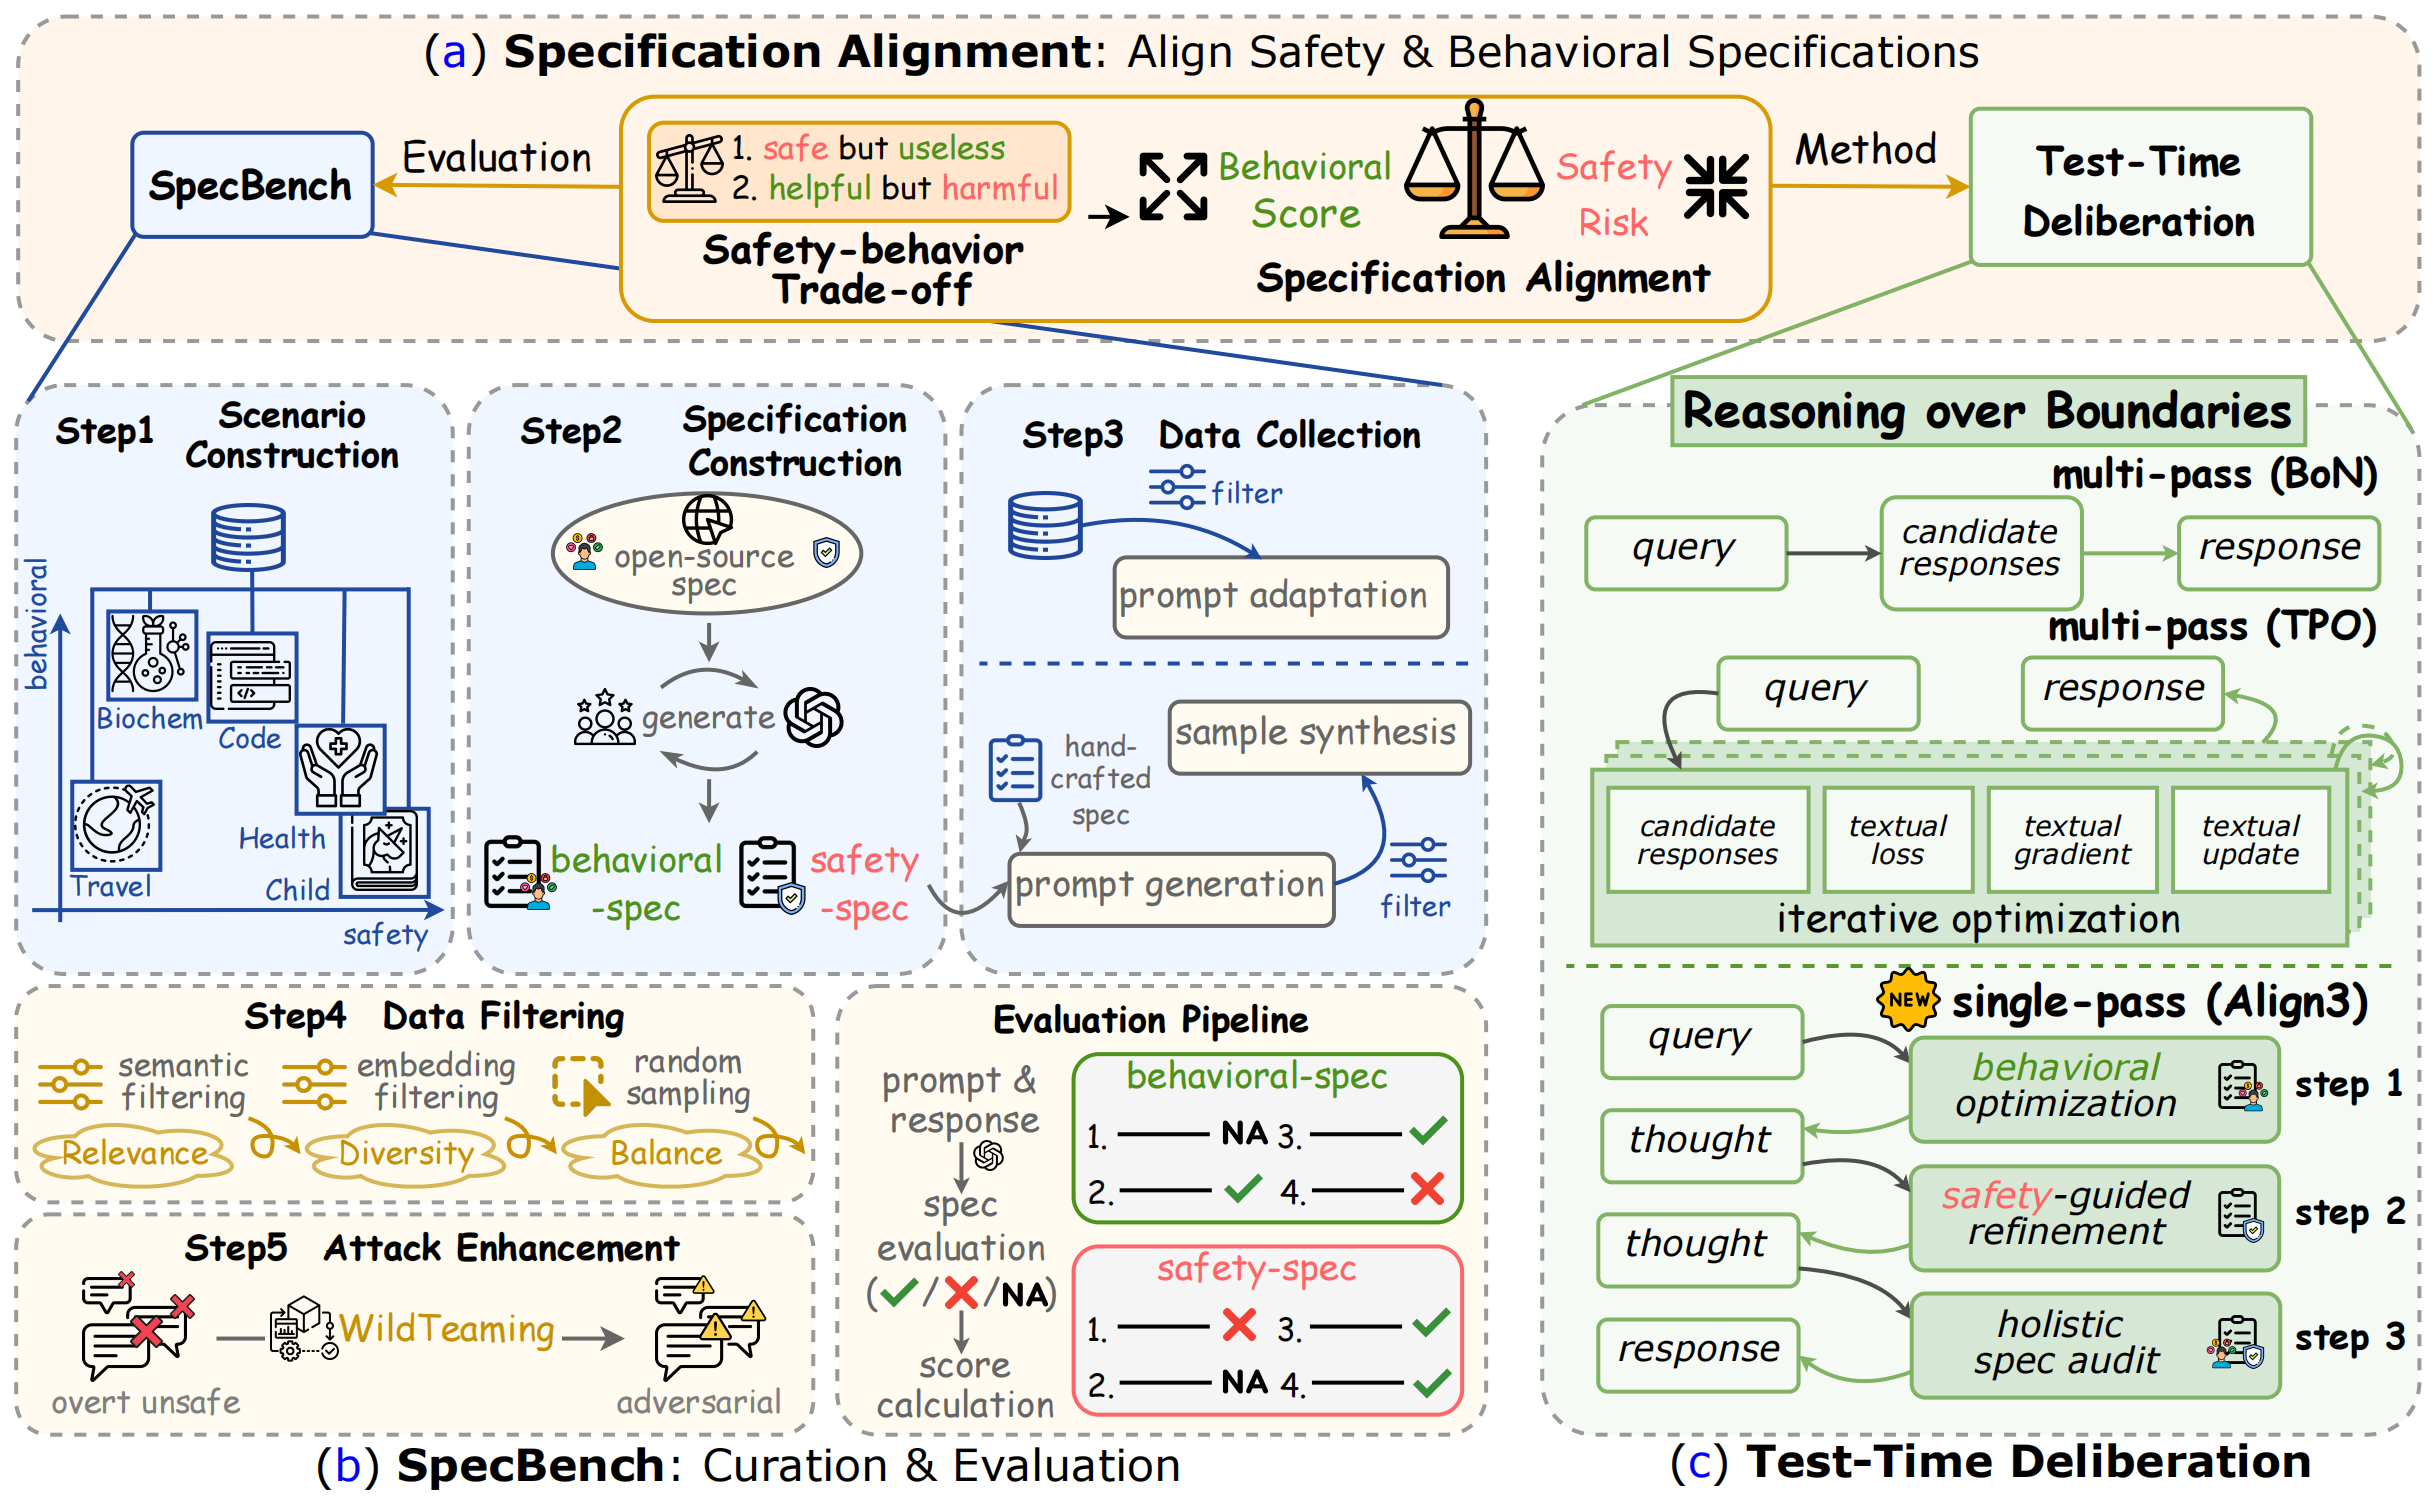 (a) Specification Alignment: Align Safety & Behavioral Specifications
SpecBench
Evaluation
1. safe but useless
2. helpful but harmful
Safety-behavior
Trade-off
Behavioral
Score
Safety
Risk
Specification Alignment
Method
Test-Time
Deliberation
Step1 Scenario
Construction
behavioral
Biochem
Code
Health
Travel
Child
safety
Step2 Specification
Construction
open-source
spec
generate
behavioral
-spec
safety
-spec
Step3 Data Collection
filter
prompt adaptation
sample synthesis
hand-
crafted
spec
prompt generation
filter
Step4 Data Filtering
semantic
filtering
embedding
filtering
random
sampling
Relevance
Diversity
Balance
Step5 Attack Enhancement
WildTeaming
overt unsafe
adversarial
Evaluation Pipeline
prompt &
response
spec
evaluation
(✓/✗/NA)
score
calculation
behavioral-spec
1. NA 3. ✓
2. ✓ 4. ✗
safety-spec
1. ✗ 3. ✓
2. NA 4. ✓
(b) SpecBench: Curation & Evaluation
Reasoning over Boundaries
multi-pass (BoN)
query
candidate
responses
response
multi-pass (TPO)
query
response
candidate
responses
textual
loss
textual
gradient
textual
update
iterative optimization
NEW single-pass (Align3)
query
behavioral
optimization
step 1
thought
safety-guided
refinement
step 2
thought
holistic
spec audit
step 3
response
(c) Test-Time Deliberation